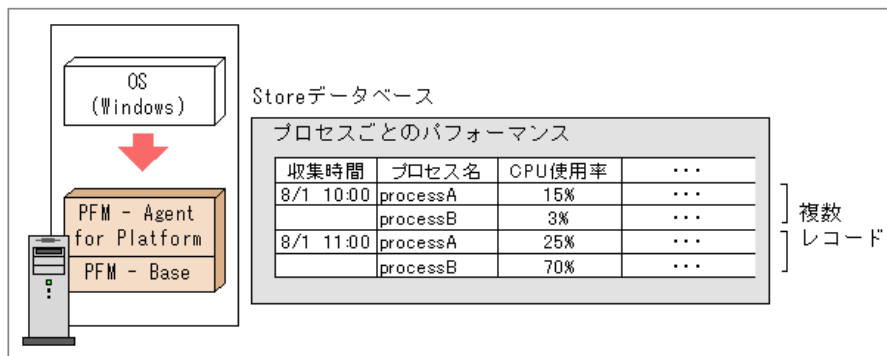 OS
(Windows)
PFM - Agent
for Platform
PFM - Base
Storeデータベース
プロセスごとのパフォーマンス
収集時間 プロセス名 CPU使用率 ・・・
8/1 10:00 processA 15% ・・・
processB 3% ・・・
8/1 11:00 processA 25% ・・・
processB 70% ・・・
複数
レコード